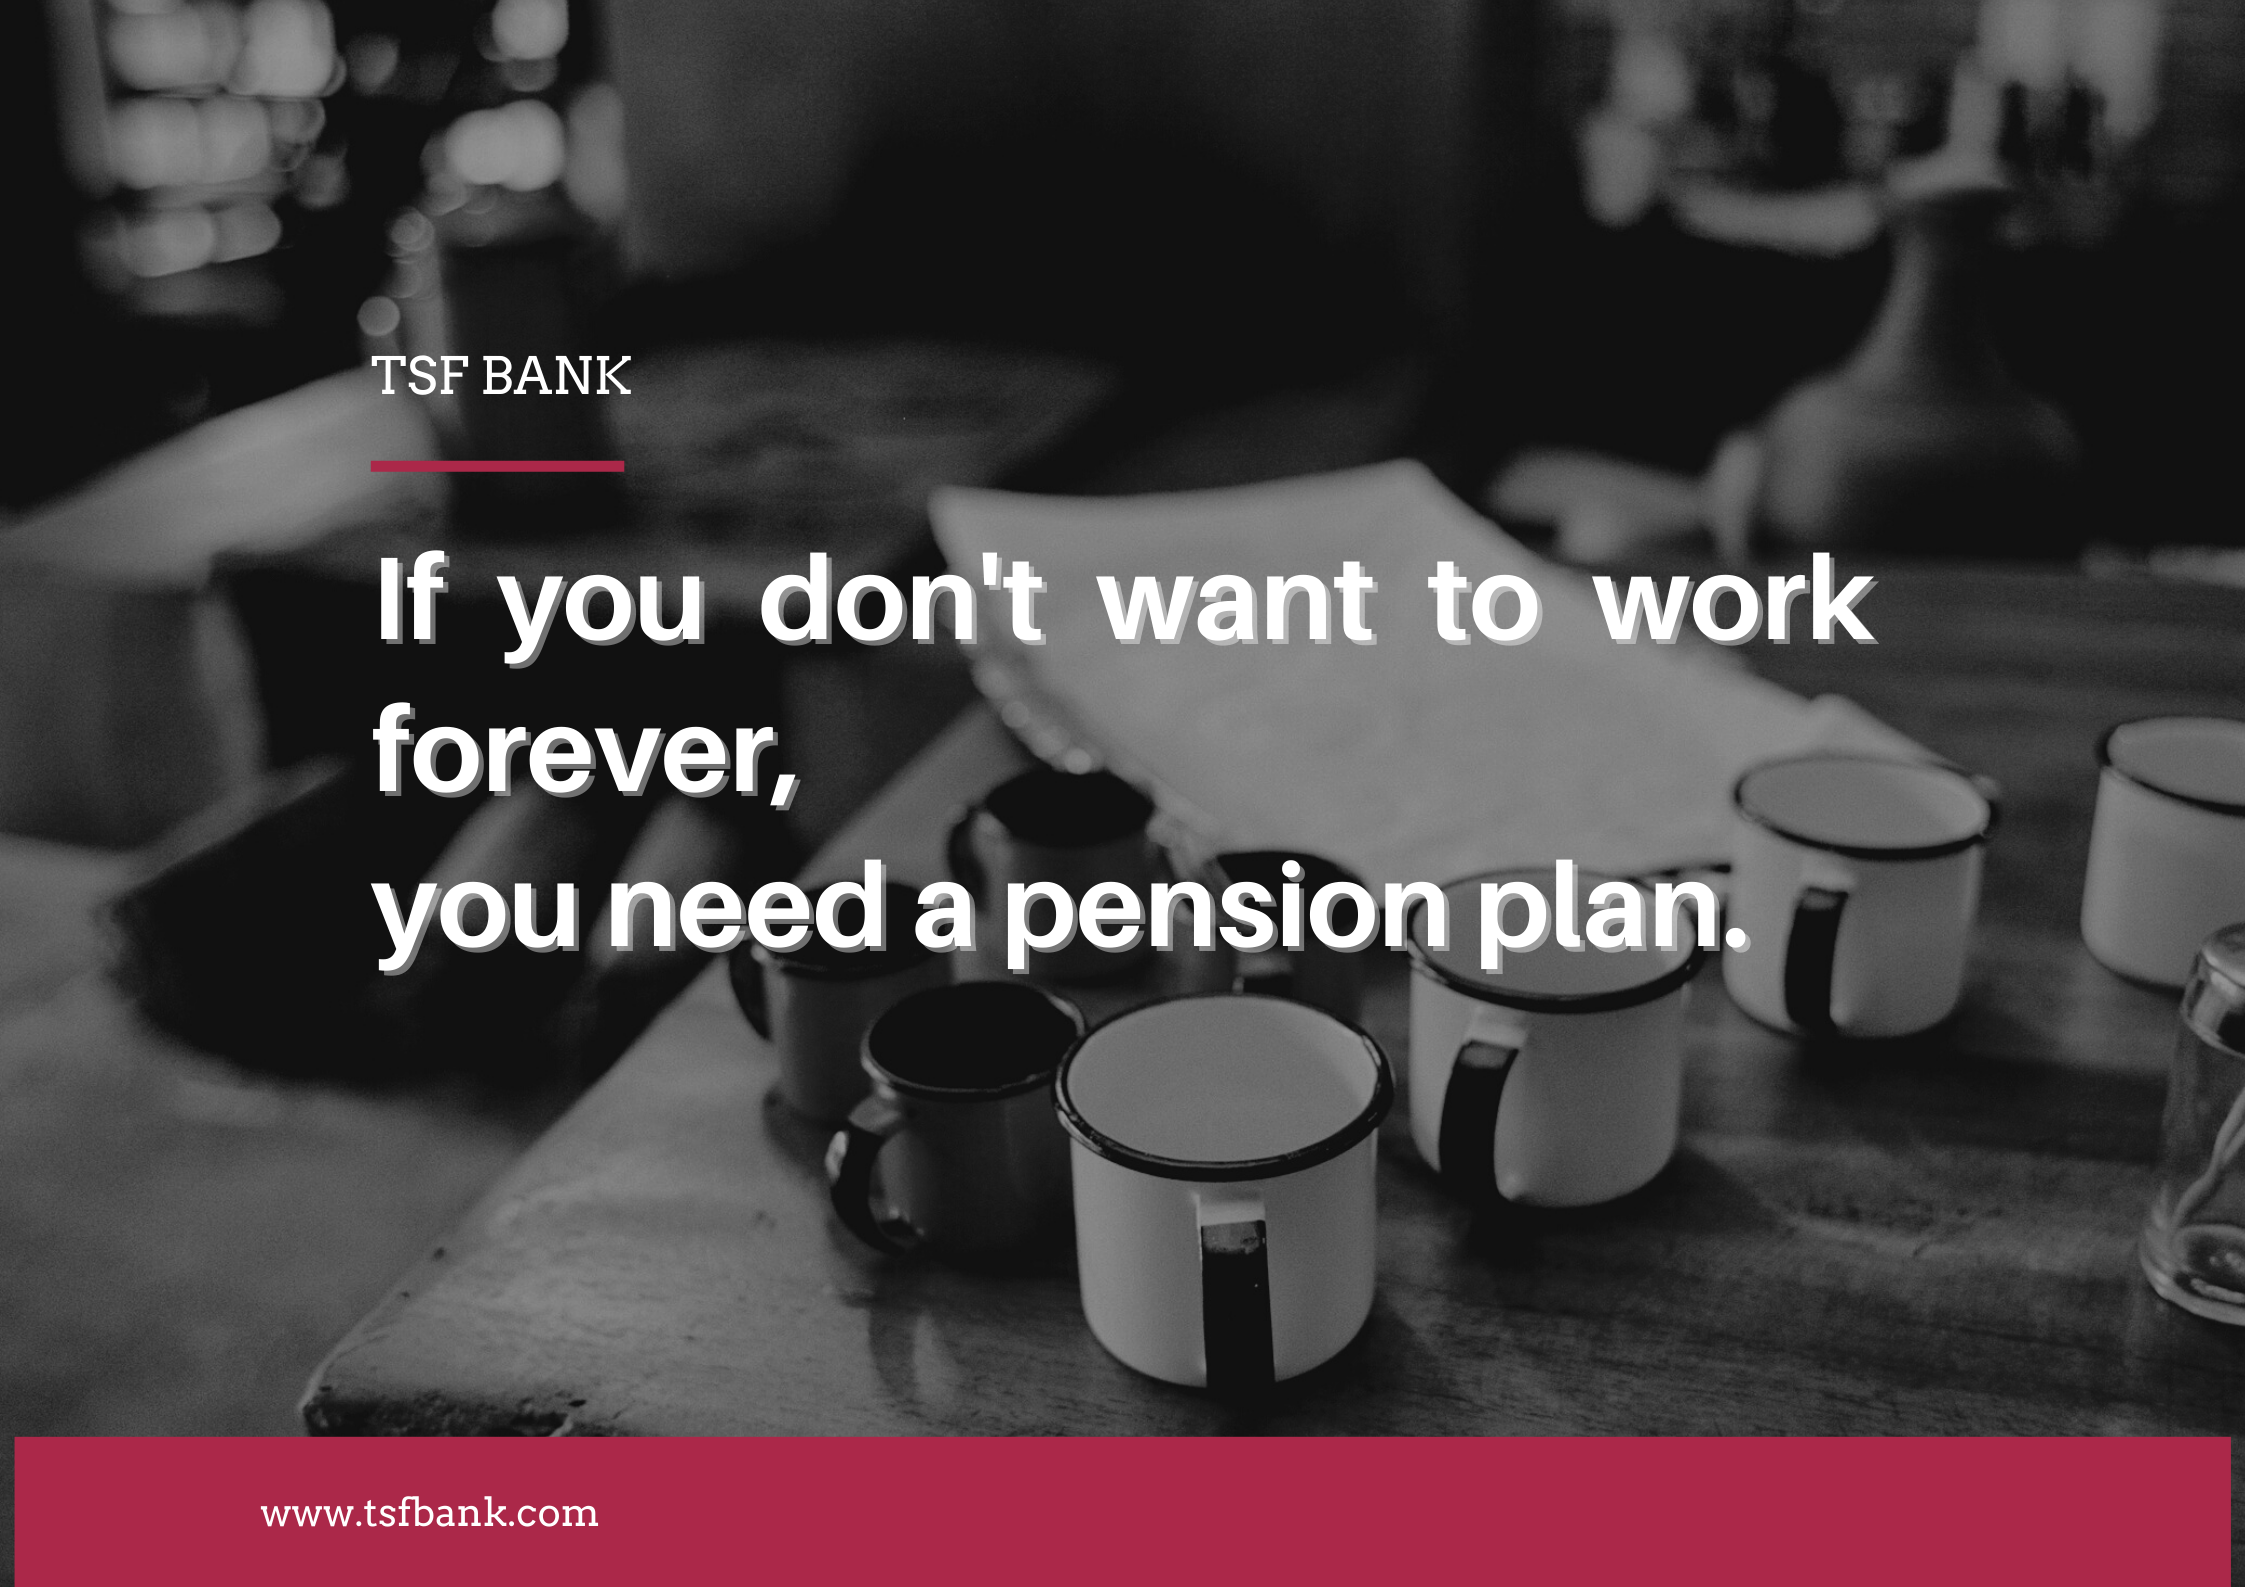 TSF BANK
If you don't want to work
forever,
you need a pension plan.
www.tsfbank.com